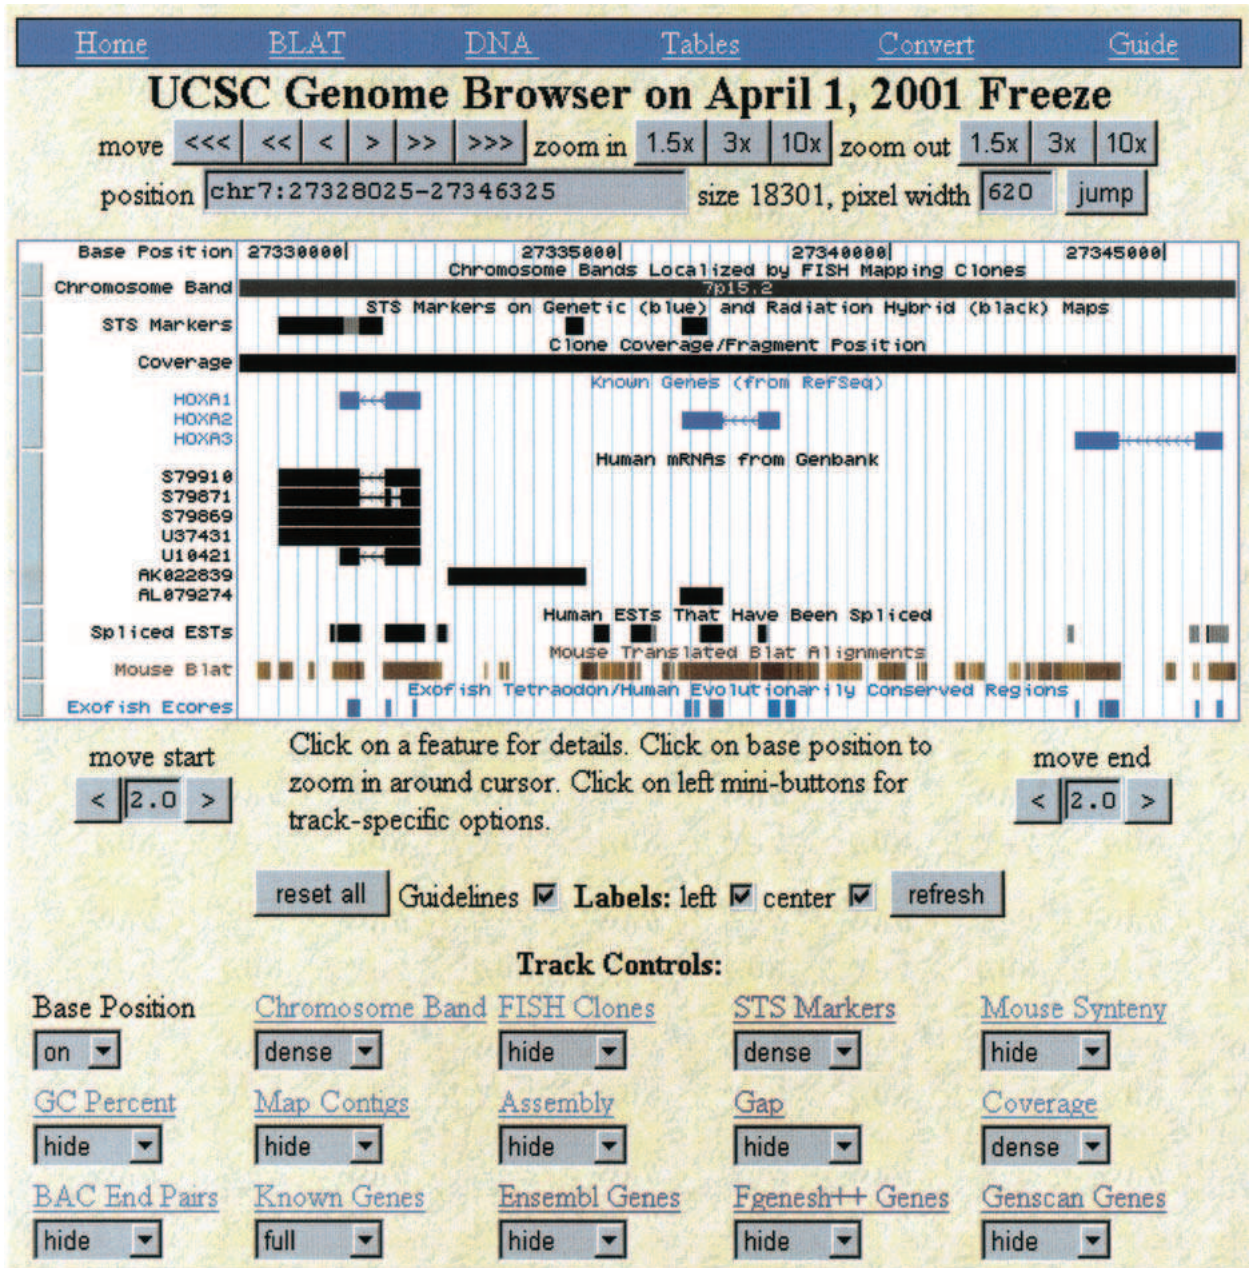 Home BLAT DNA Tables Convert Guide
UCSC Genome Browser on April 1, 2001 Freeze
move <<< << < > >> >>> zoom in 1.5x 3x 10x zoom out 1.5x 3x 10x
position chr7:27328025-27346325 size 18301, pixel width 620 jump
Base Position 27330000| 27335000| 27340000| 27345000|
Chromosome Bands Localized by FISH Mapping Clones
Chromosome Band 7p15.2
STS Markers on Genetic (blue) and Radiation Hybrid (black) Maps
STS Markers
Clone Coverage/Fragment Position
Coverage
Known Genes (from RefSeq)
HOXA1
HOXA2
HOXA3
Human mRNAs from Genbank
S79910
S79871
S79869
U37431
U10421
AK022839
AL079274
Human ESTs That Have Been Spliced
Spliced ESTs
Mouse Translated Blat Alignments
Mouse Blat
Exofish Tetraodon/Human Evolutionarily Conserved Regions
Exofish Ecores
move start < 2.0 >
Click on a feature for details. Click on base position to
zoom in around cursor. Click on left mini-buttons for
track-specific options.
move end < 2.0 >
reset all Guidelines Labels: left center refresh
Track Controls:
Base Position Chromosome Band FISH Clones STS Markers Mouse Synteny
on dense hide dense hide
GC Percent Map Contigs Assembly Gap Coverage
hide hide hide hide dense
BAC End Pairs Known Genes Ensembl Genes Fgenesh++ Genes Genscan Genes
hide full hide hide hide